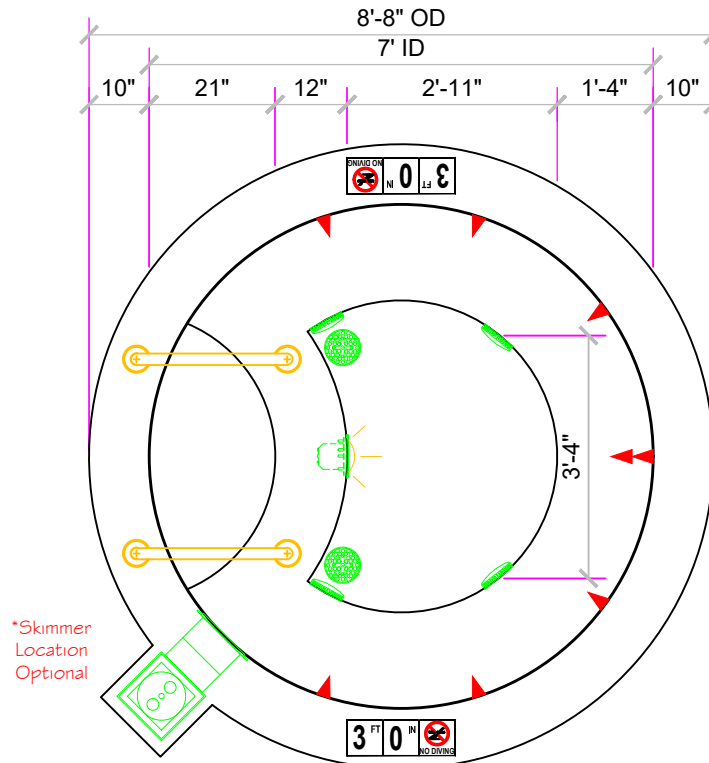 8'-8" OD
7' ID
10" 21" 12" 2'-11" 1'-4" 10"
NO DIVING 0 IN 3 FT
3'-4"
*Skimmer
Location
Optional
3 FT 0 IN NO DIVING